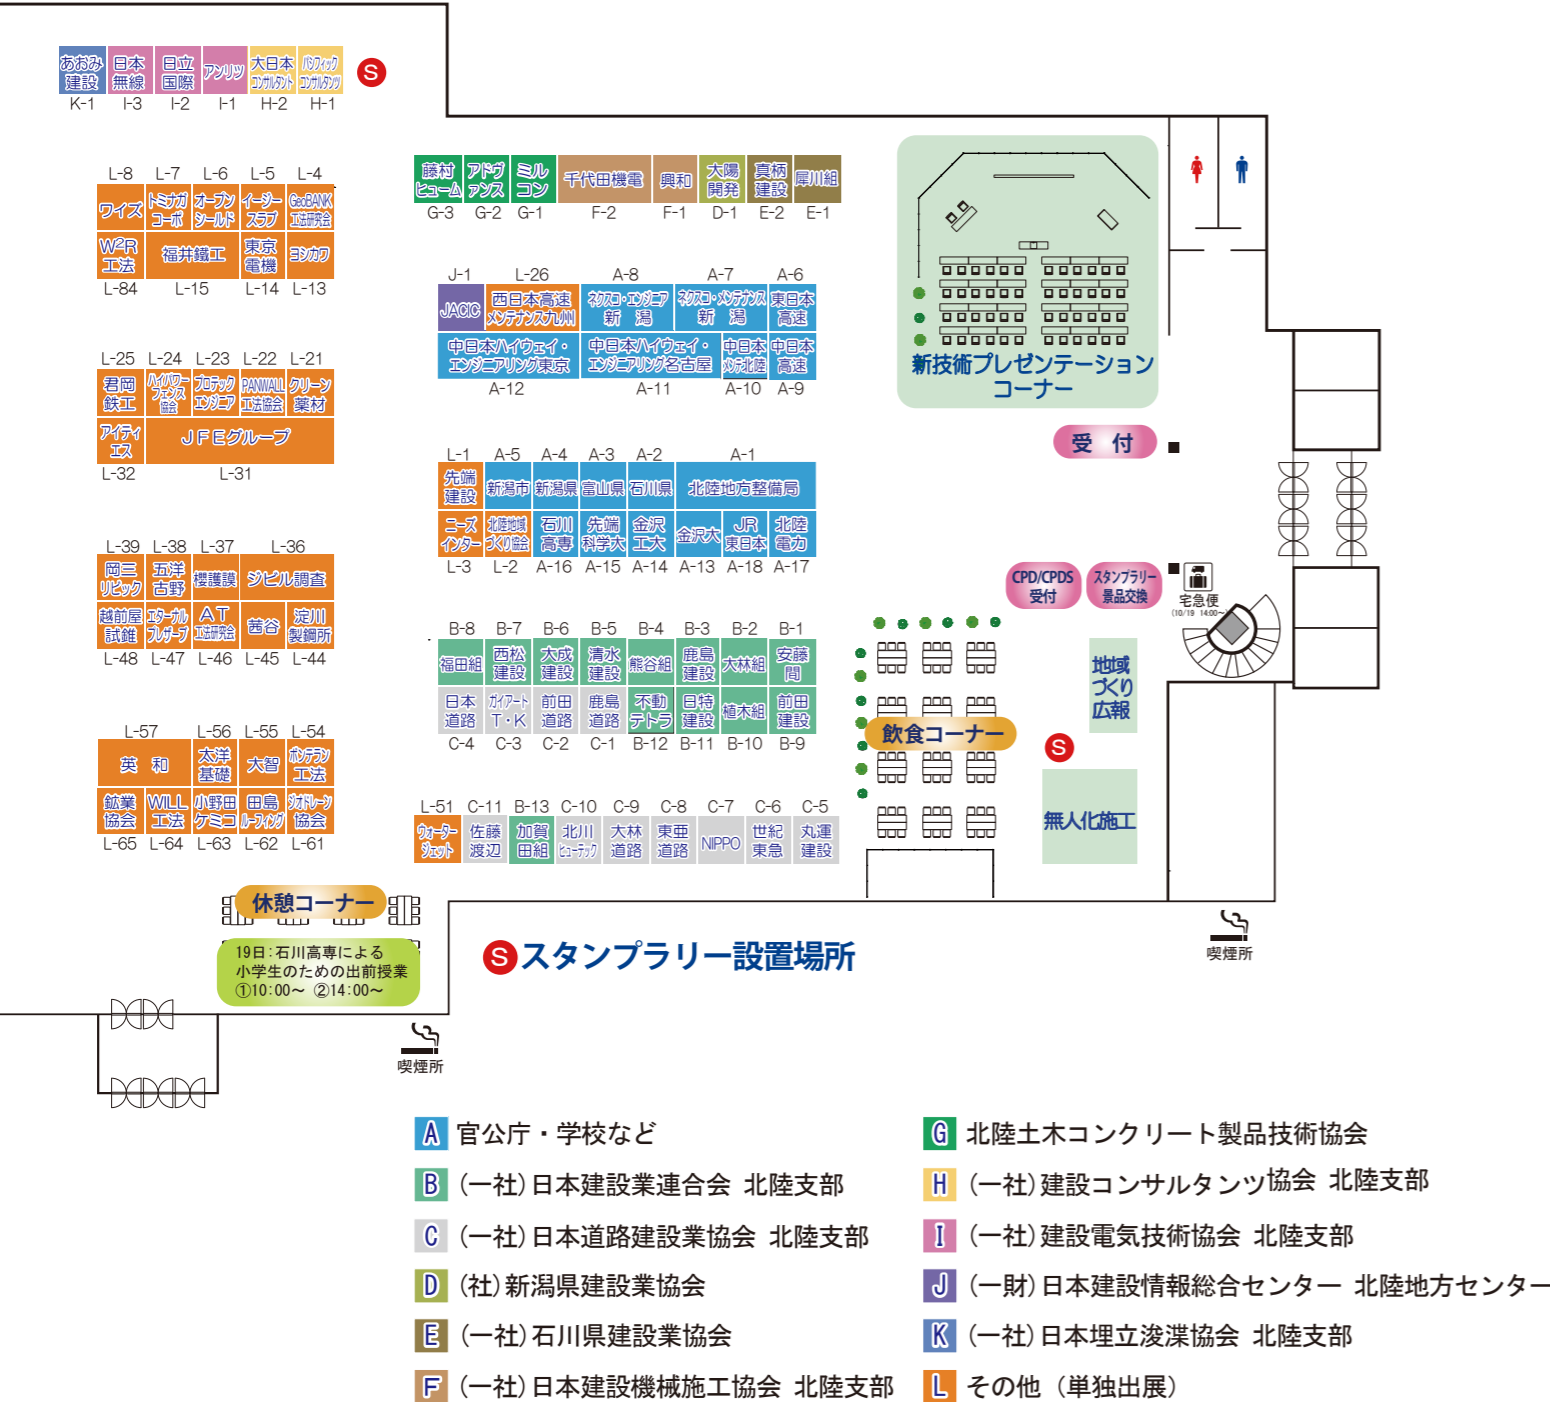 あおみ
建設
日本
無線
日立
国際
アンリツ
大日本
コンサルタント
パシフィック
コンサルタンツ
S
K-1 I-3 I-2 I-1 H-2 H-1
L-8 L-7 L-6 L-5 L-4
ワイズ
トミナガ
コーポ
オープン
シールド
イージー
スラブ
GeoBANK
工法研究会
W²R
工法
福井鐵工
東京
電機
ヨシカワ
L-84 L-15 L-14 L-13
L-25 L-24 L-23 L-22 L-21
君岡
鉄工
ハイパワー
フェンス
協会
プロテック
エンジニア
PANWALL
工法協会
クリーン
薬材
アイティ
エス
JFEグループ
L-32 L-31
L-39 L-38 L-37 L-36
岡三
リビック
五洋
古野
櫻護謨
ジビル調査
越前屋
試錐
エターナル
プレザーブ
AT
工法研究会
茜谷
淀川
製鋼所
L-48 L-47 L-46 L-45 L-44
L-57 L-56 L-55 L-54
英 和
太洋
基礎
大智
ボンテラン
工法
鉱業
協会
WILL
工法
小野田
ケミコ
田島
ルーフィング
ジオドレーン
協会
L-65 L-64 L-63 L-62 L-61
休憩コーナー
19日:石川高専による
小学生のための出前授業
①10:00〜 ②14:00〜
喫煙所
藤村
ヒューム
アドヴ
ァンス
ミル
コン
千代田機電
興和
大陽
開発
真柄
建設
犀川組
G-3 G-2 G-1 F-2 F-1 D-1 E-2 E-1
J-1 L-26 A-8 A-7 A-6
JACIC
西日本高速
メンテナンス九州
ネクスコ・エンジニア
新 潟
ネクスコ・メンテナンス
新 潟
東日本
高速
中日本ハイウェイ・
エンジニアリング東京
中日本ハイウェイ・
エンジニアリング名古屋
中日本
メンテ北陸
中日本
高速
A-12 A-11 A-10 A-9
L-1 A-5 A-4 A-3 A-2 A-1
先端
建設
新潟市
新潟県
富山県
石川県
北陸地方整備局
ニーズ
インター
北陸地域
づくり協会
石川
高専
先端
科学大
金沢
工大
金沢大
JR
東日本
北陸
電力
L-3 L-2 A-16 A-15 A-14 A-13 A-18 A-17
B-8 B-7 B-6 B-5 B-4 B-3 B-2 B-1
福田組
西松
建設
大成
建設
清水
建設
熊谷組
鹿島
建設
大林組
安藤
間
日本
道路
ガイアート
T・K
前田
道路
鹿島
道路
不動
テトラ
日特
建設
植木組
前田
建設
C-4 C-3 C-2 C-1 B-12 B-11 B-10 B-9
L-51 C-11 B-13 C-10 C-9 C-8 C-7 C-6 C-5
ウォーター
ジェット
佐藤
渡辺
加賀
田組
北川
ヒューテック
大林
道路
東亜
道路
NIPPO
世紀
東急
丸運
建設
新技術プレゼンテーション
コーナー
受 付
CPD/CPDS
受付
スタンプラリー
景品交換
宅急便
(10/19 14:00〜)
地域
づくり
広報
飲食コーナー
S
無人化施工
喫煙所
S スタンプラリー設置場所
A 官公庁・学校など
B (一社)日本建設業連合会 北陸支部
C (一社)日本道路建設業協会 北陸支部
D (社)新潟県建設業協会
E (一社)石川県建設業協会
F (一社)日本建設機械施工協会 北陸支部
G 北陸土木コンクリート製品技術協会
H (一社)建設コンサルタンツ協会 北陸支部
I (一社)建設電気技術協会 北陸支部
J (一財)日本建設情報総合センター 北陸地方センター
K (一社)日本埋立浚渫協会 北陸支部
L その他(単独出展)